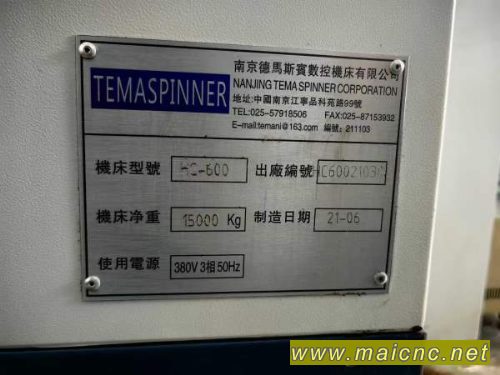 TEMASPINNER
南京德馬斯賓數控機床有限公司
NANJING TEMA SPINNER CORPORATION
地址:中國南京江寧品科苑路99號
TEL:025-57918506 FAX:025-87153932
E-mail:temani@163.com 編號:211103
機床型號 HC-600 出廠編號
機床净重 15000 Kg 制造日期 21-06
使用電源 380V 3相 50Hz
www.maicnc.net